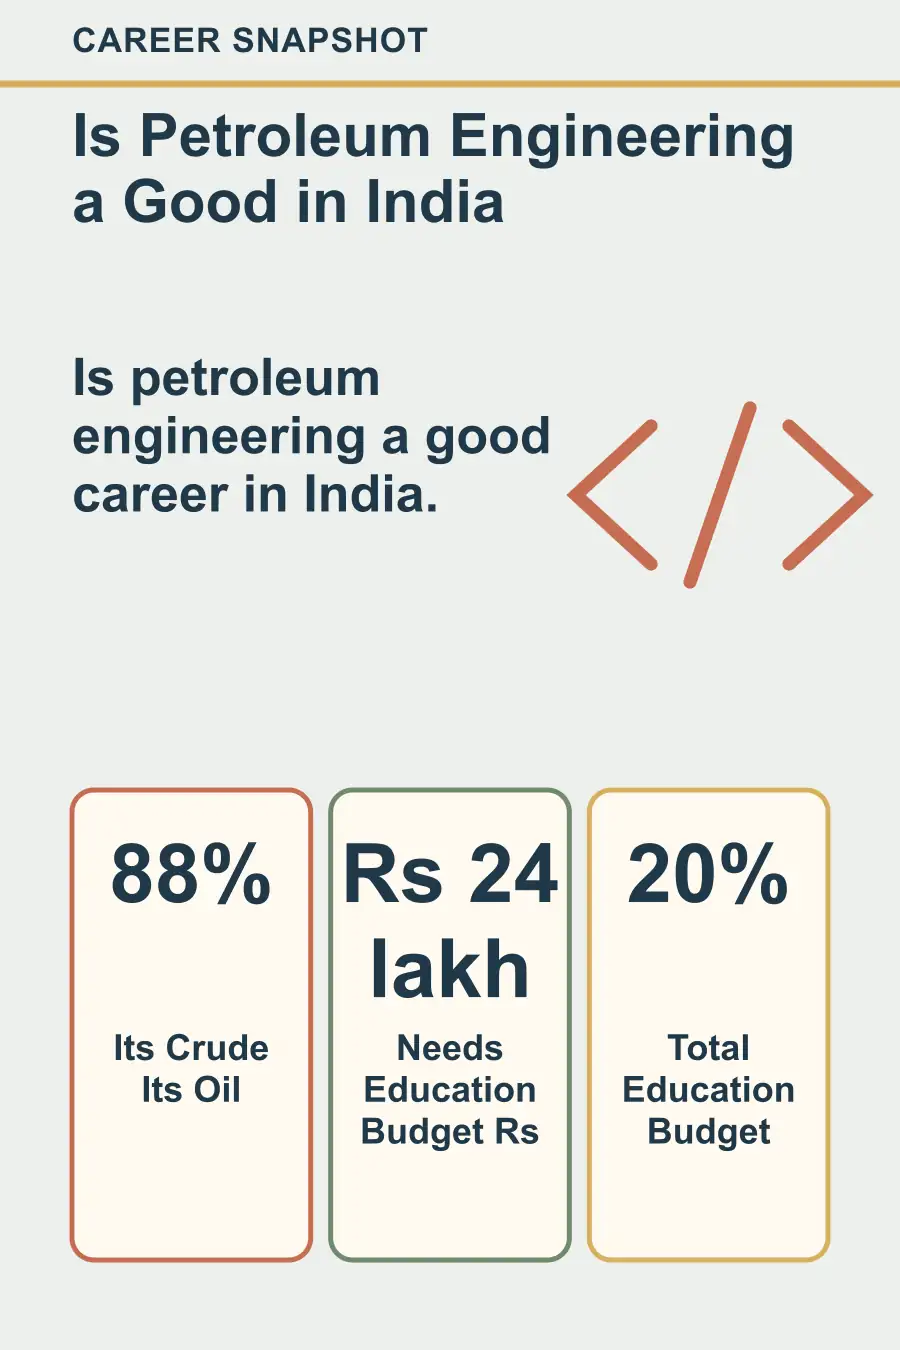 CAREER SNAPSHOT
Is Petroleum Engineering
a Good in India
Is petroleum
engineering a good
career in India.
88%
Its Crude
Its Oil
Rs 24
lakh
Needs
Education
Budget Rs
20%
Total
Education
Budget